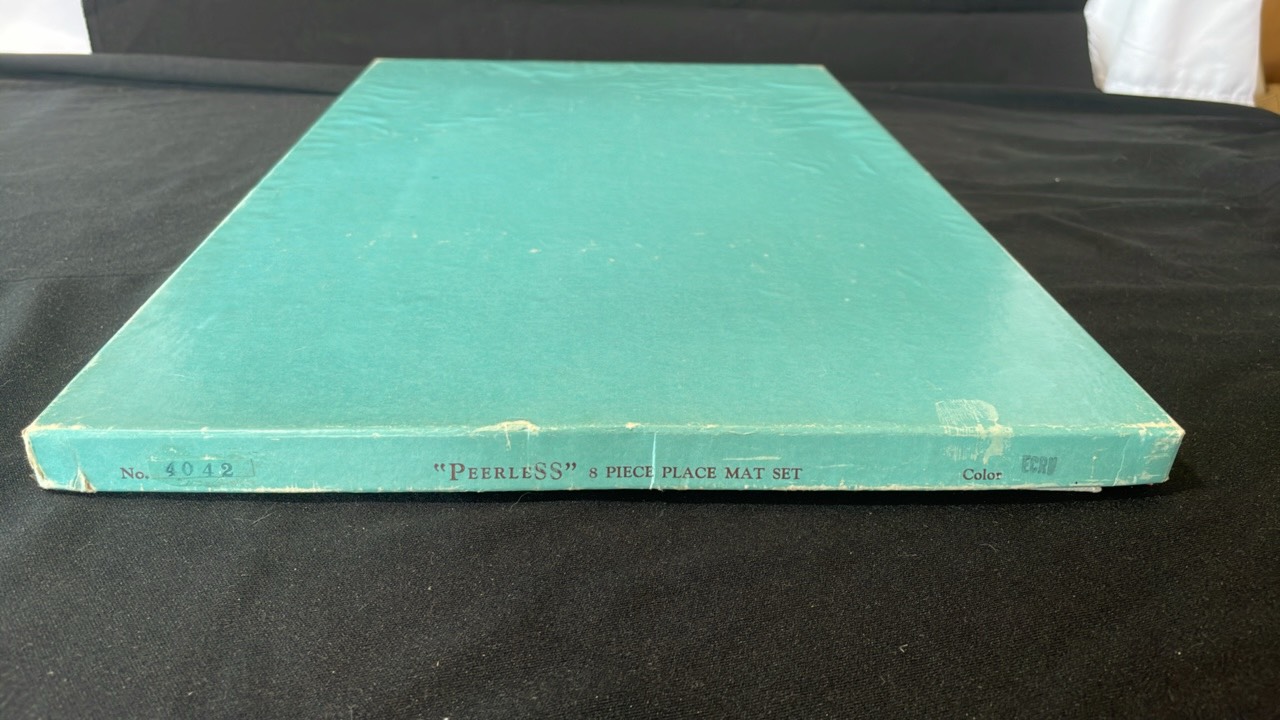 No. 4042 "PEERLESS" 8 PIECE PLACE MAT SET Color ECRU